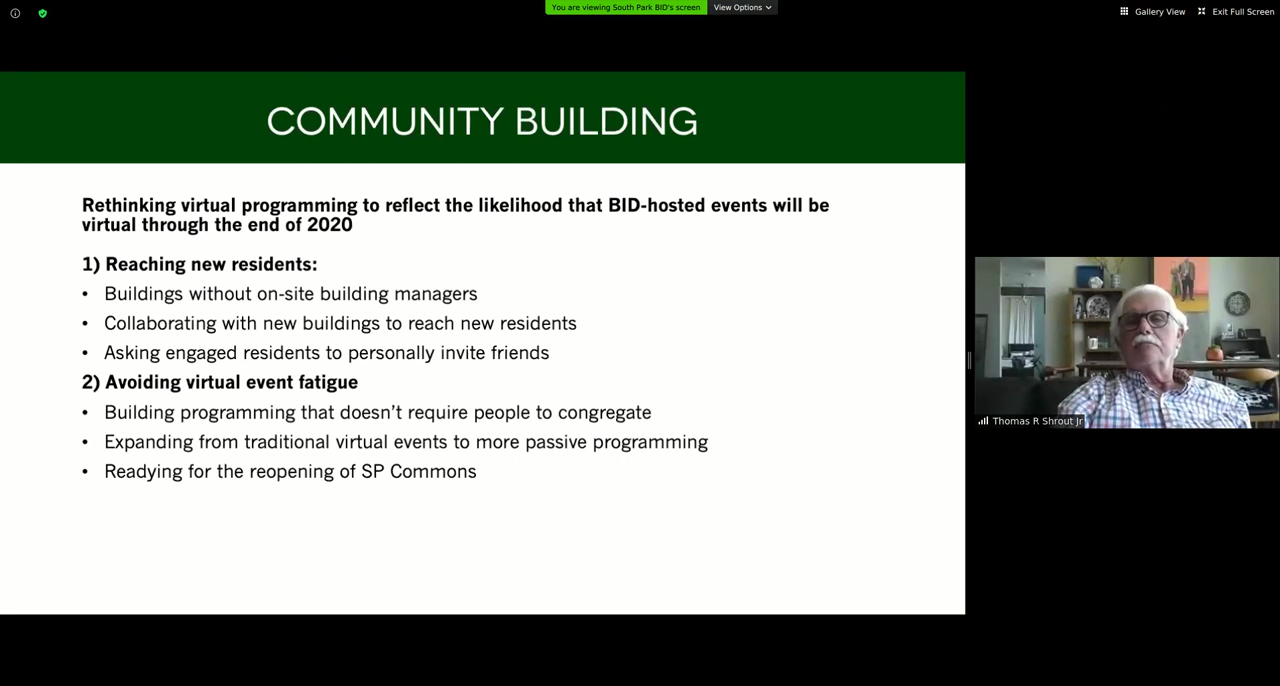 You are viewing South Park BID's screen
View Options
Gallery View
Exit Full Screen
COMMUNITY BUILDING
Rethinking virtual programming to reflect the likelihood that BID-hosted events will be
virtual through the end of 2020
1) Reaching new residents:
• Buildings without on-site building managers
• Collaborating with new buildings to reach new residents
• Asking engaged residents to personally invite friends
2) Avoiding virtual event fatigue
• Building programming that doesn’t require people to congregate
• Expanding from traditional virtual events to more passive programming
• Readying for the reopening of SP Commons
Thomas R Shrout Jr